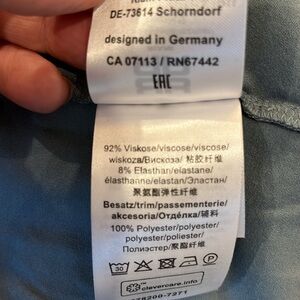 DE-73614 Schorndorf
designed in Germany
CA 07113 / RN67442
EAC
92% Viskose/viscose/viscose/
wiskoza/Вискоза/ 粘胶纤维
8% Elasthan/elastane/
élasthanne/elastan/Эластан/
聚氨酯弹性纤维
Besatz/trim/passementerie/
akcesoria/Отделка/辅料
100% Polyester/polyester/
polyester/poliester/
Полиэстер/聚酯纤维
30 P
clevercare.info